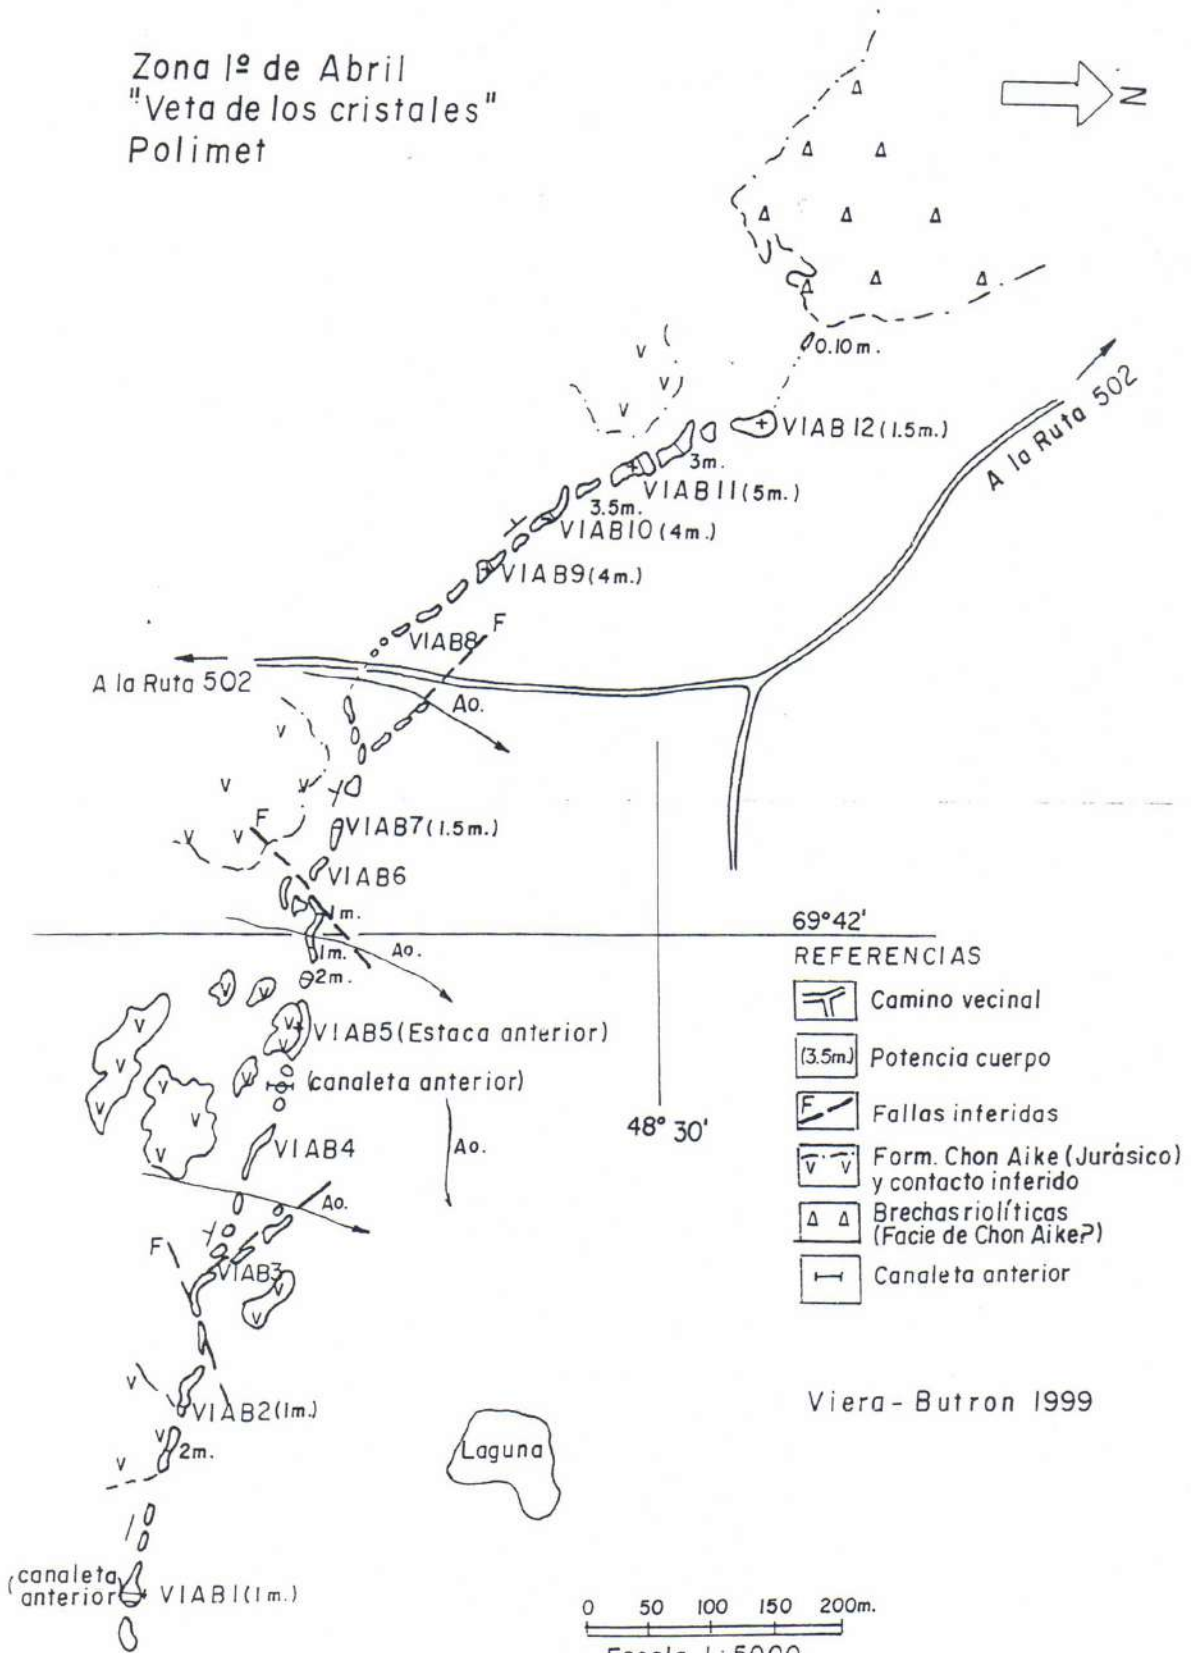 Zona 1º de Abril
"Veta de los cristales"
Polimet
N
0.10 m.
A la Ruta 502
VIAB 12 (1.5m.)
3m.
VIAB 11 (5m.)
3.5m.
VIAB 10 (4m.)
VIAB9 (4m.)
F
VIAB8
A la Ruta 502
Ao.
F
VIAB7 (1.5m.)
VIAB6
1m.
69° 42'
1m.
Ao.
2m.
REFERENCIAS
Camino vecinal
VIAB5 (Estaca anterior)
(3.5m.) Potencia cuerpo
(canaleta anterior)
F Fallas inferidas
48° 30'
VIAB4
Ao.
V V Form. Chon Aike (Jurásico)
y contacto inferido
Ao.
Brechas riolíticas
(Facie de Chon Aike?)
F
VIAB3
Canaleta anterior
VIAB2 (1m.)
Viera - Butron 1999
2m.
Laguna
(canaleta
anterior)
VIAB1 (1m.)
0 50 100 150 200m.
Escala 1:5000